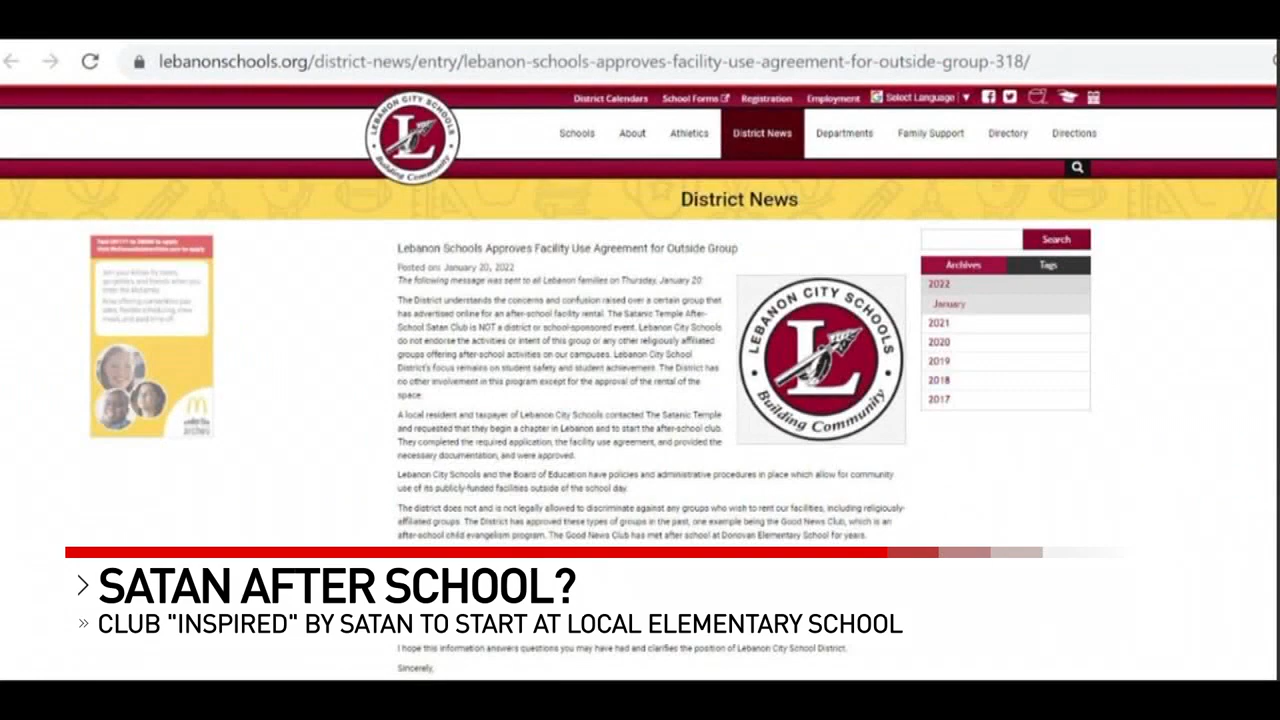 lebanonschools.org/district-news/entry/lebanon-schools-approves-facility-use-agreement-for-outside-group-318/
District Calendars School Forms Registration Employment Select Language
LEBANON CITY SCHOOLS
L
Building Community
Schools About Athletics District News Departments Family Support Directory Directions
District News
Lebanon Schools Approves Facility Use Agreement for Outside Group
Posted on: January 20, 2022
The following message was sent to all Lebanon families on Thursday, January 20
The District understands the concerns and confusion raised over a certain group that
has advertised online for an after-school facility rental. The Satanic Temple After-
School Satan Club is NOT a district or school-sponsored event. Lebanon City Schools
do not endorse the activities or intent of this group or any other religiously affiliated
groups offering after-school activities on our campuses. Lebanon City School
District's focus remains on student safety and student achievement. The District has
no other involvement in this program except for the approval of the rental of the
space.
A local resident and taxpayer of Lebanon City Schools contacted The Satanic Temple
and requested that they begin a chapter in Lebanon and to start the after-school club.
They completed the required application, the facility use agreement, and provided the
necessary documentation, and were approved.
Lebanon City Schools and the Board of Education have policies and administrative procedures in place which allow for community
use of its publicly-funded facilities outside of the school day.
The district does not and is not legally allowed to discriminate against any groups who wish to rent our facilities, including religiously-
affiliated groups. The District has approved these types of groups in the past, one example being the Good News Club, which is an
after-school child evangelism program. The Good News Club has met after school at Donovan Elementary School for years.
LEBANON CITY SCHOOLS
L
Building Community
Search
Archives Tags
2022
January
2021
2020
2019
2018
2017
SATAN AFTER SCHOOL?
CLUB "INSPIRED" BY SATAN TO START AT LOCAL ELEMENTARY SCHOOL
I hope this information answers questions you may have had and clarifies the position of Lebanon City School District.
Sincerely,